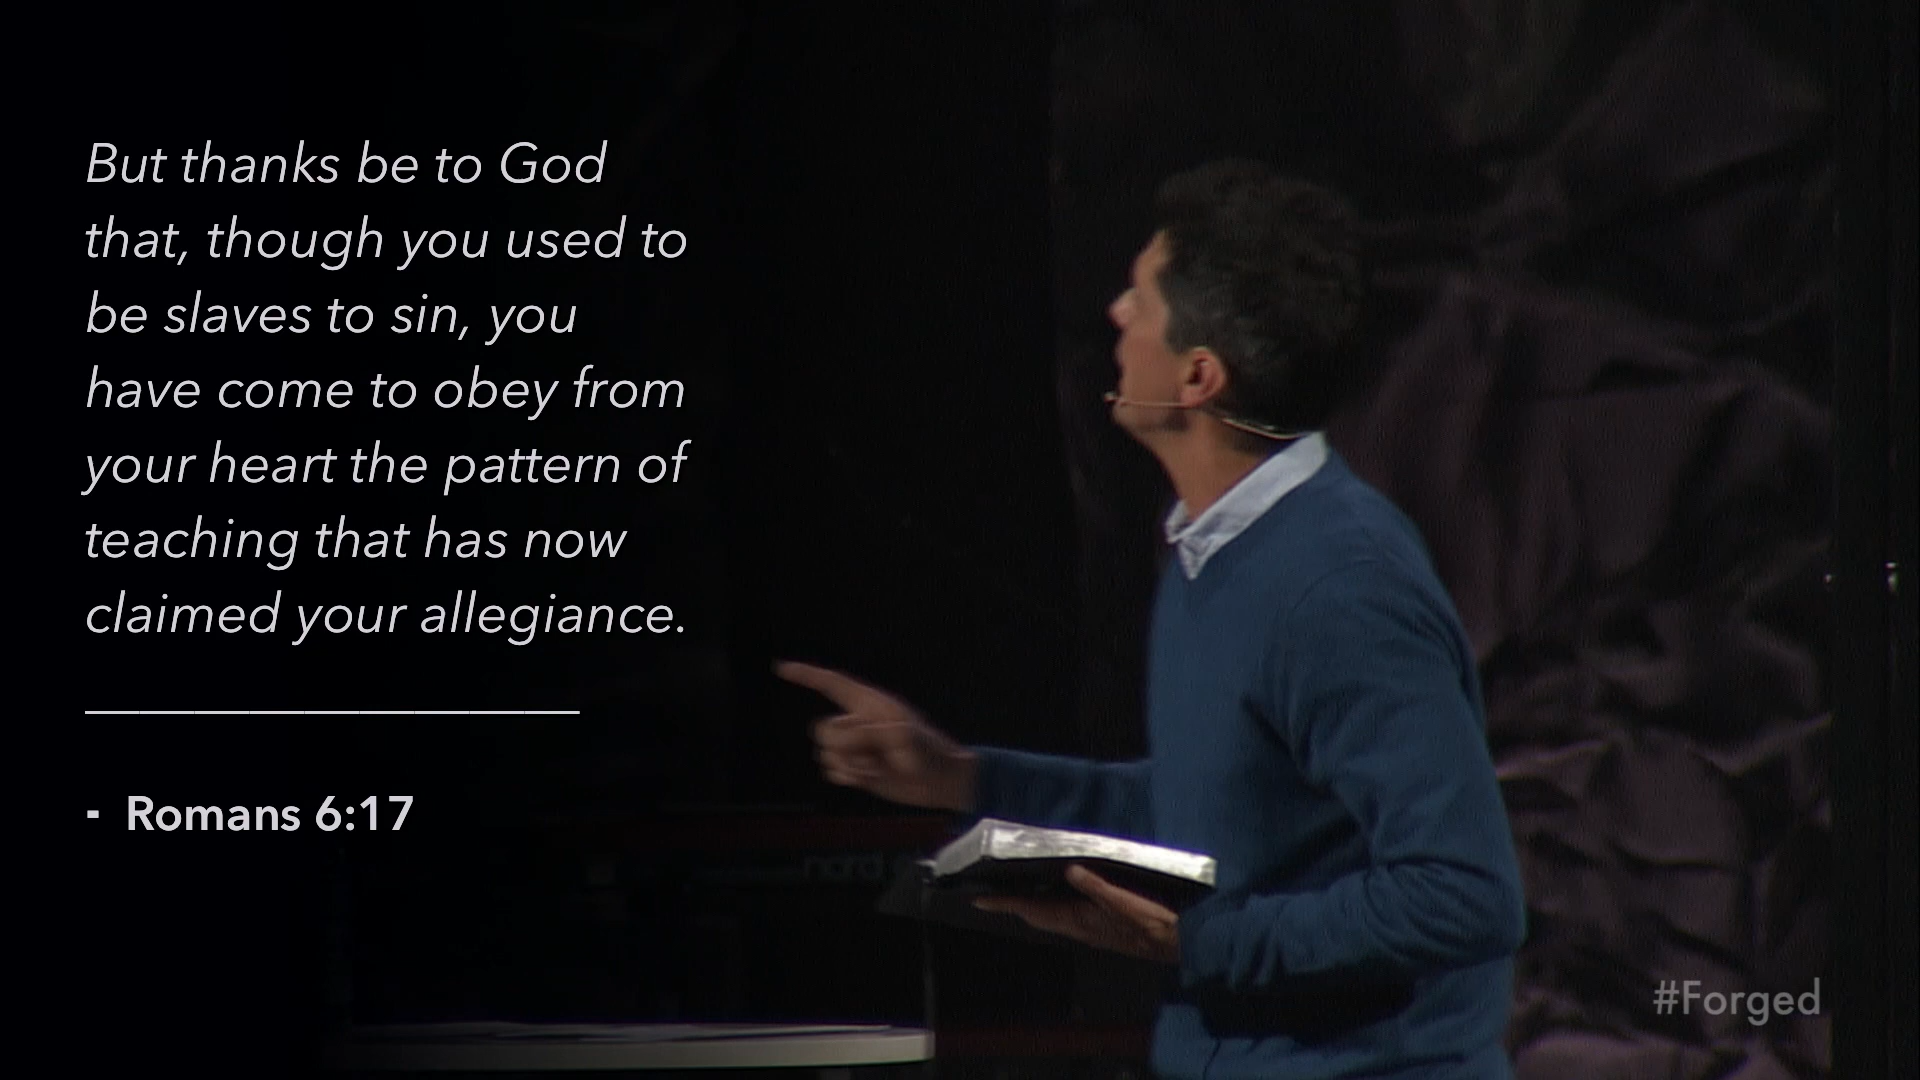 But thanks be to God
that, though you used to
be slaves to sin, you
have come to obey from
your heart the pattern of
teaching that has now
claimed your allegiance.
- Romans 6:17
nord
#Forged